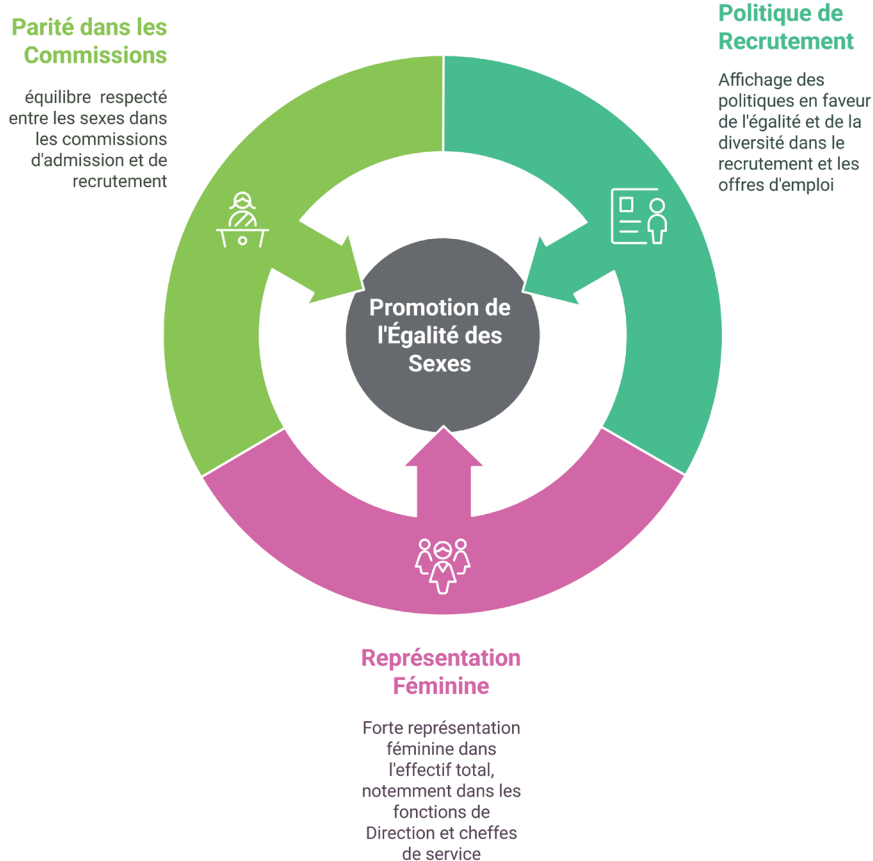 Parité dans les
Commissions
équilibre respecté
entre les sexes dans
les commissions
d'admission et de
recrutement
Politique de
Recrutement
Affichage des
politiques en faveur
de l'égalité et de la
diversité dans le
recrutement et les
offres d'emploi
Promotion de
l'Égalité des
Sexes
Représentation
Féminine
Forte représentation
féminine dans
l'effectif total,
notemment dans les
fonctions de
Direction et cheffes
de service